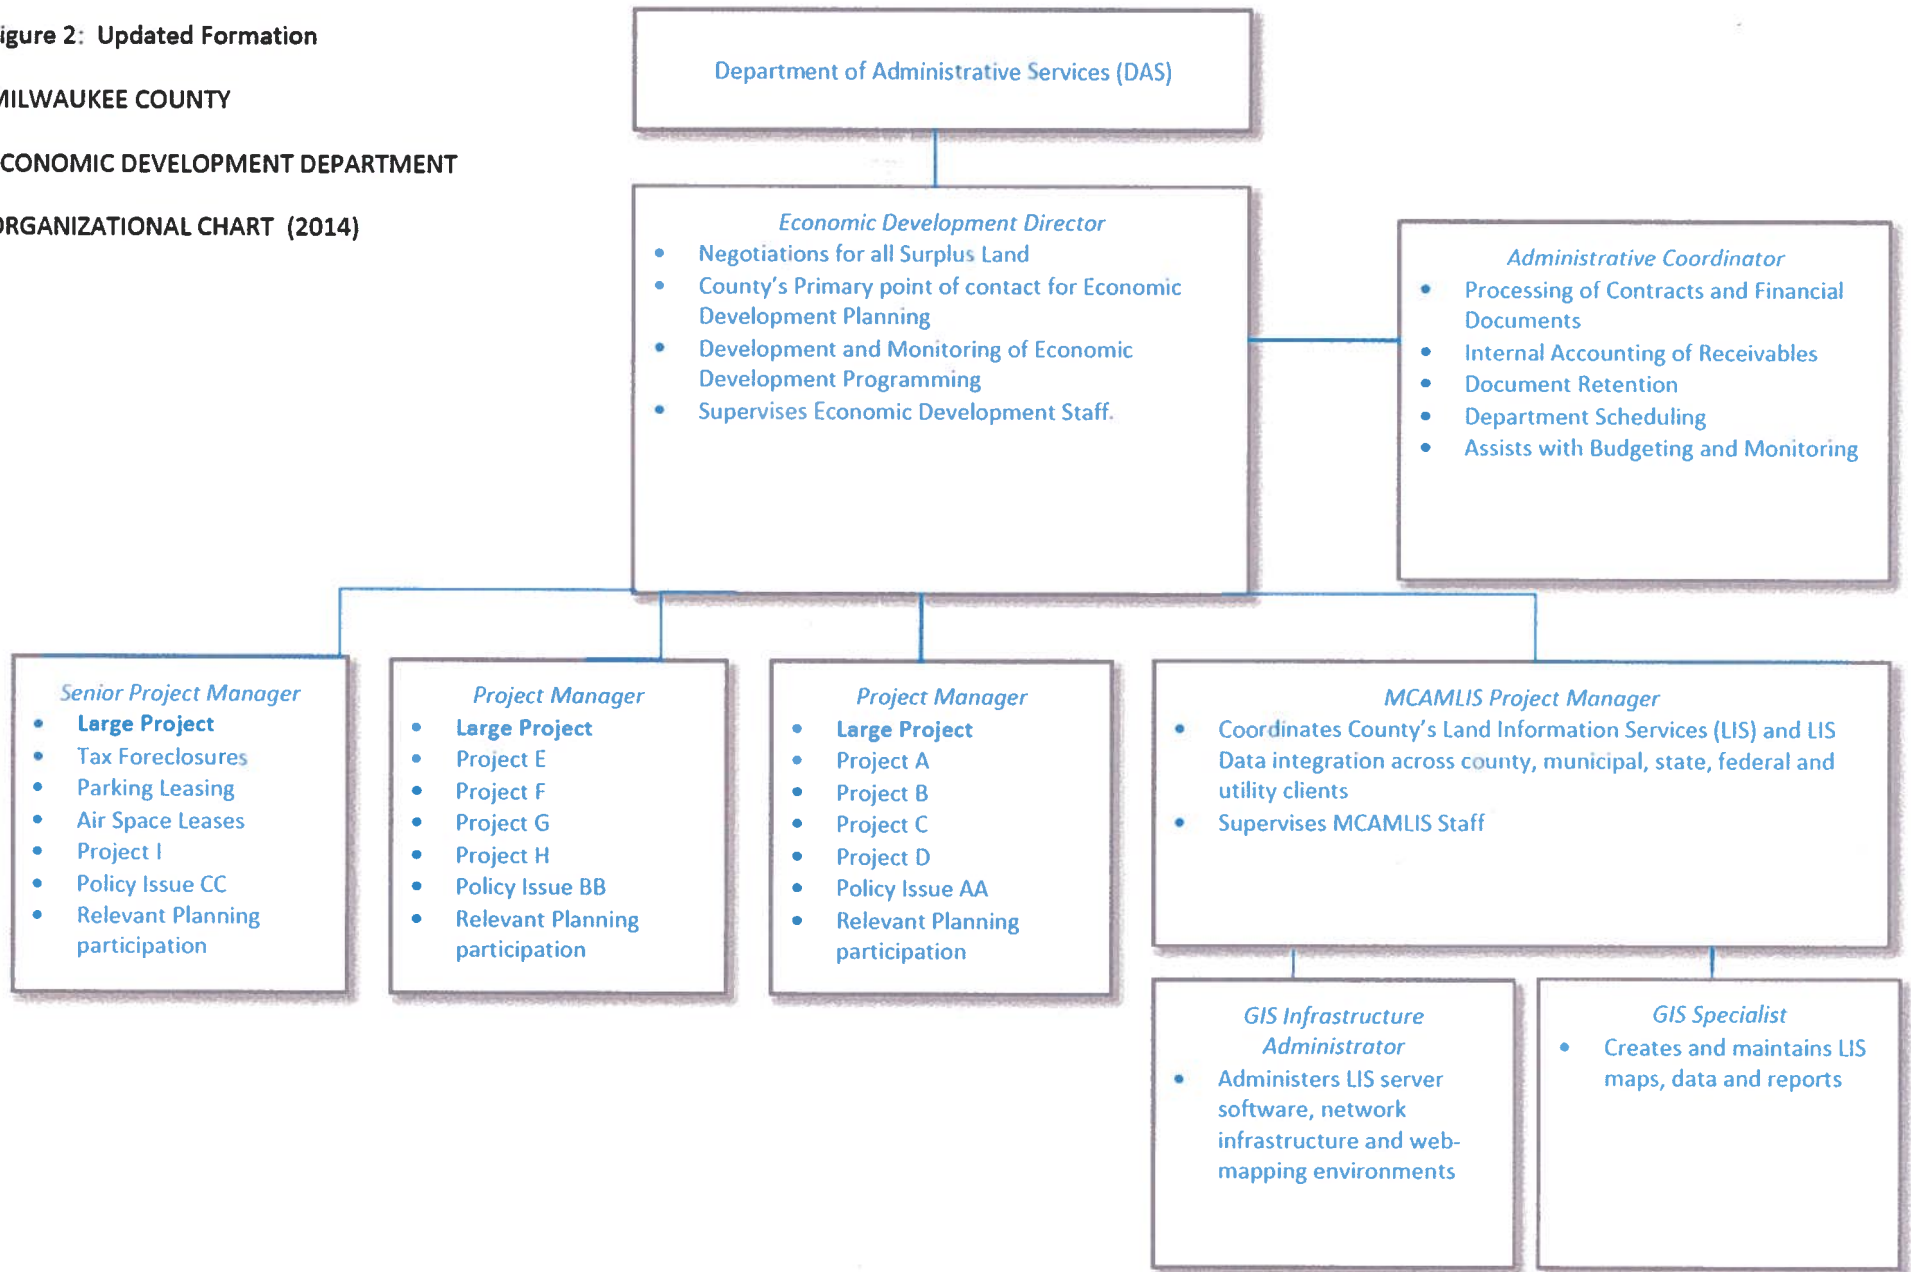 igure 2: Updated Formation
MILWAUKEE COUNTY
CONOMIC DEVELOPMENT DEPARTMENT
ORGANIZATIONAL CHART (2014)
Department of Administrative Services (DAS)
Economic Development Director
• Negotiations for all Surplus Land
• County's Primary point of contact for Economic
Development Planning
• Development and Monitoring of Economic
Development Programming
• Supervises Economic Development Staff.
Administrative Coordinator
• Processing of Contracts and Financial
Documents
• Internal Accounting of Receivables
• Document Retention
• Department Scheduling
• Assists with Budgeting and Monitoring
Senior Project Manager
• Large Project
• Tax Foreclosures
• Parking Leasing
• Air Space Leases
• Project I
• Policy Issue CC
• Relevant Planning
participation
Project Manager
• Large Project
• Project E
• Project F
• Project G
• Project H
• Policy Issue BB
• Relevant Planning
participation
Project Manager
• Large Project
• Project A
• Project B
• Project C
• Project D
• Policy Issue AA
• Relevant Planning
participation
MCAMLIS Project Manager
• Coordinates County's Land Information Services (LIS) and LIS
Data integration across county, municipal, state, federal and
utility clients
• Supervises MCAMLIS Staff
GIS Infrastructure
Administrator
• Administers LIS server
software, network
infrastructure and web-
mapping environments
GIS Specialist
• Creates and maintains LIS
maps, data and reports